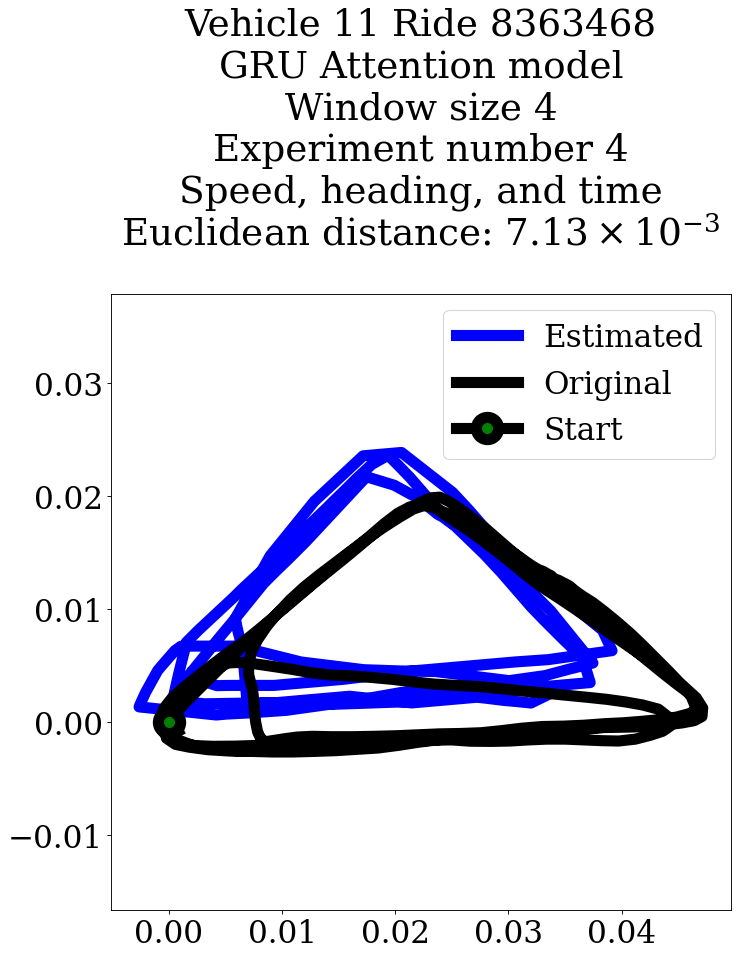 Vehicle 11 Ride 8363468
GRU Attention model
Window size 4
Experiment number 4
Speed, heading, and time
Euclidean distance: 7.13 × 10⁻³
Estimated
Original
Start
0.03
0.02
0.01
0.00
−0.01
0.00 0.01 0.02 0.03 0.04